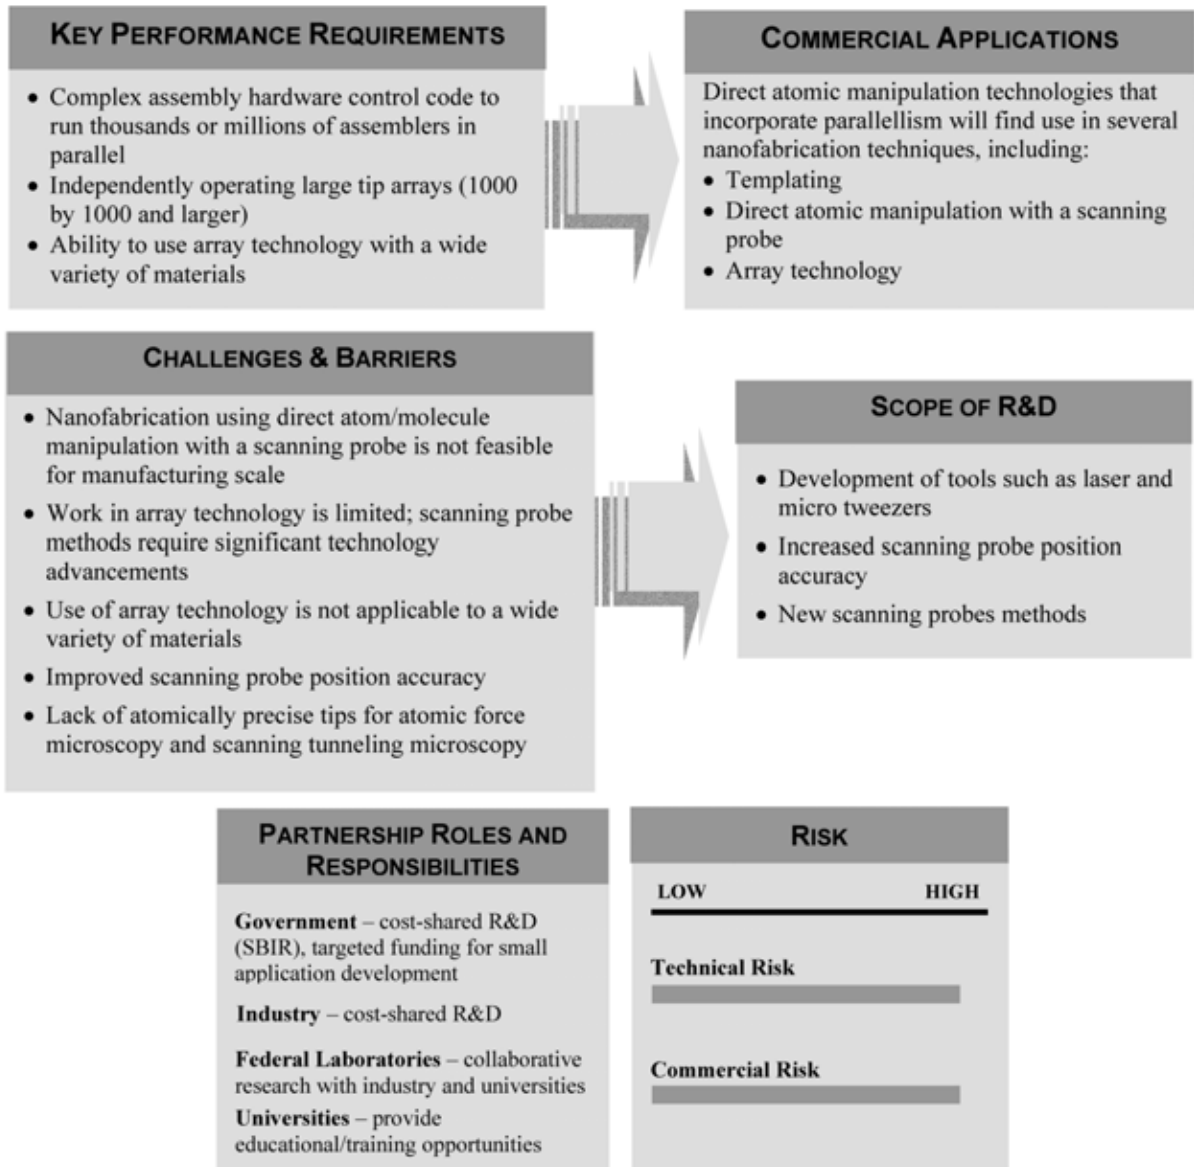 KEY PERFORMANCE REQUIREMENTS
• Complex assembly hardware control code to
run thousands or millions of assemblers in
parallel
• Independently operating large tip arrays (1000
by 1000 and larger)
• Ability to use array technology with a wide
variety of materials
COMMERCIAL APPLICATIONS
Direct atomic manipulation technologies that
incorporate parallellism will find use in several
nanofabrication techniques, including:
• Templating
• Direct atomic manipulation with a scanning
probe
• Array technology
CHALLENGES & BARRIERS
• Nanofabrication using direct atom/molecule
manipulation with a scanning probe is not feasible
for manufacturing scale
• Work in array technology is limited; scanning probe
methods require significant technology
advancements
• Use of array technology is not applicable to a wide
variety of materials
• Improved scanning probe position accuracy
• Lack of atomically precise tips for atomic force
microscopy and scanning tunneling microscopy
SCOPE OF R&D
• Development of tools such as laser and
micro tweezers
• Increased scanning probe position
accuracy
• New scanning probes methods
PARTNERSHIP ROLES AND
RESPONSIBILITIES
Government – cost-shared R&D
(SBIR), targeted funding for small
application development
Industry – cost-shared R&D
Federal Laboratories – collaborative
research with industry and universities
Universities – provide
educational/training opportunities
RISK
LOW HIGH
Technical Risk
Commercial Risk